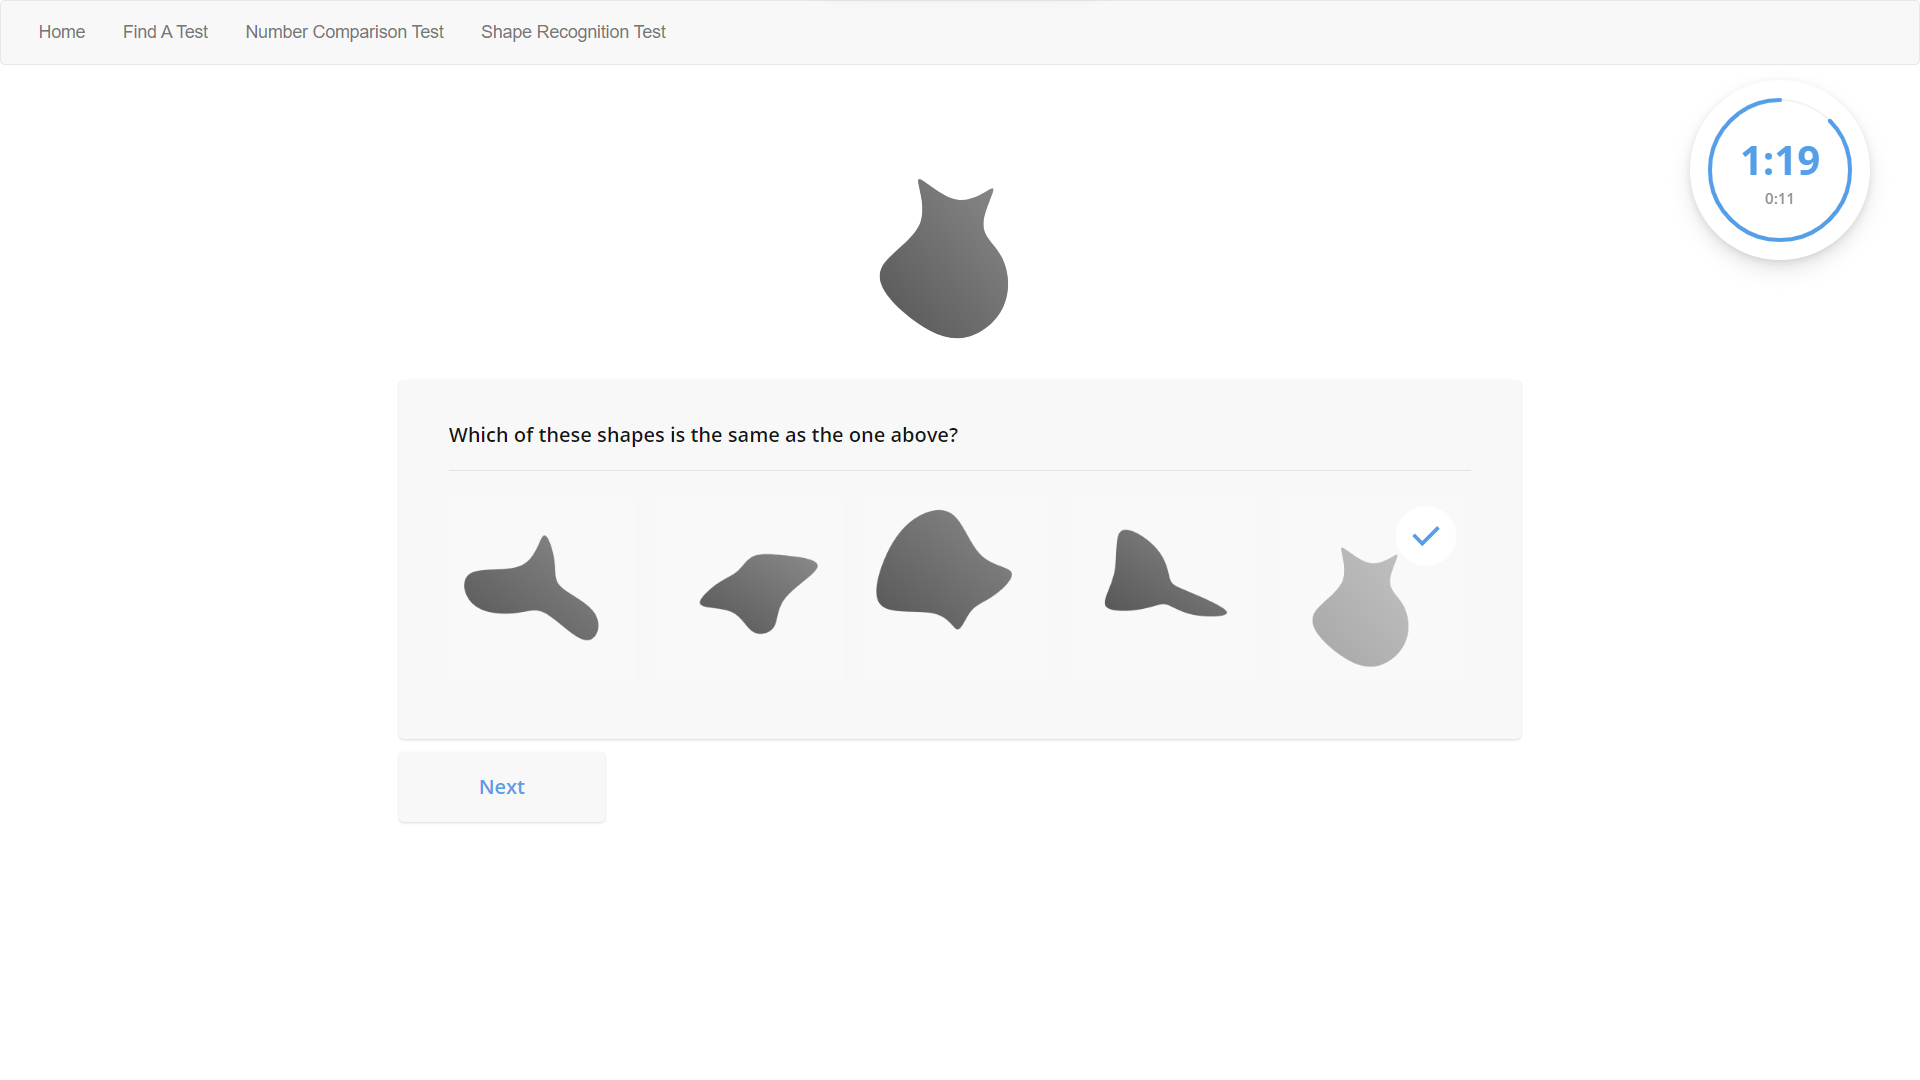 Home Find A Test Number Comparison Test Shape Recognition Test
1:19
0:11
Which of these shapes is the same as the one above?
Next